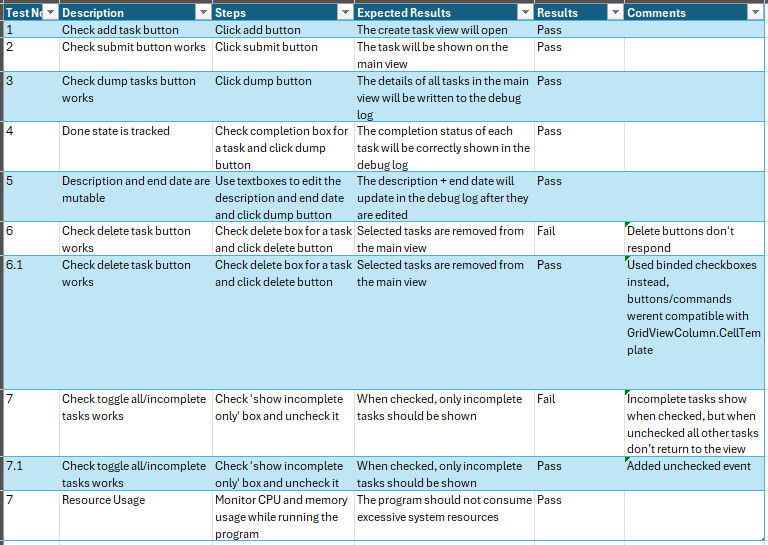 Test No Description Steps Expected Results Results Comments
1 Check add task button Click add button The create task view will open Pass
2 Check submit button works Click submit button The task will be shown on the Pass
main view
3 Check dump tasks button Click dump button The details of all tasks in the main Pass
works view will be written to the debug
log
4 Done state is tracked Check completion box for The completion status of each Pass
a task and click dump task will be correctly shown in the
button debug log
5 Description and end date are Use textboxes to edit the The description + end date will Pass
mutable description and end date update in the debug log after they
and click dump button are edited
6 Check delete task button Check delete box for a task Selected tasks are removed from Fail Delete buttons don't
works and click delete button the main view respond
6.1 Check delete task button Check delete box for a task Selected tasks are removed from Pass Used binded checkboxes
works and click delete button the main view instead,
buttons/commands
werent compatible with
GridViewColumn.CellTem
plate
7 Check toggle all/incomplete Check 'show incomplete When checked, only incomplete Fail Incomplete tasks show
tasks works only' box and uncheck it tasks should be shown when checked, but when
unchecked all other tasks
don't return to the view
7.1 Check toggle all/incomplete Check 'show incomplete When checked, only incomplete Pass Added unchecked event
tasks works only' box and uncheck it tasks should be shown
7 Resource Usage Monitor CPU and memory The program should not consume Pass
usage while running the excessive system resources
program